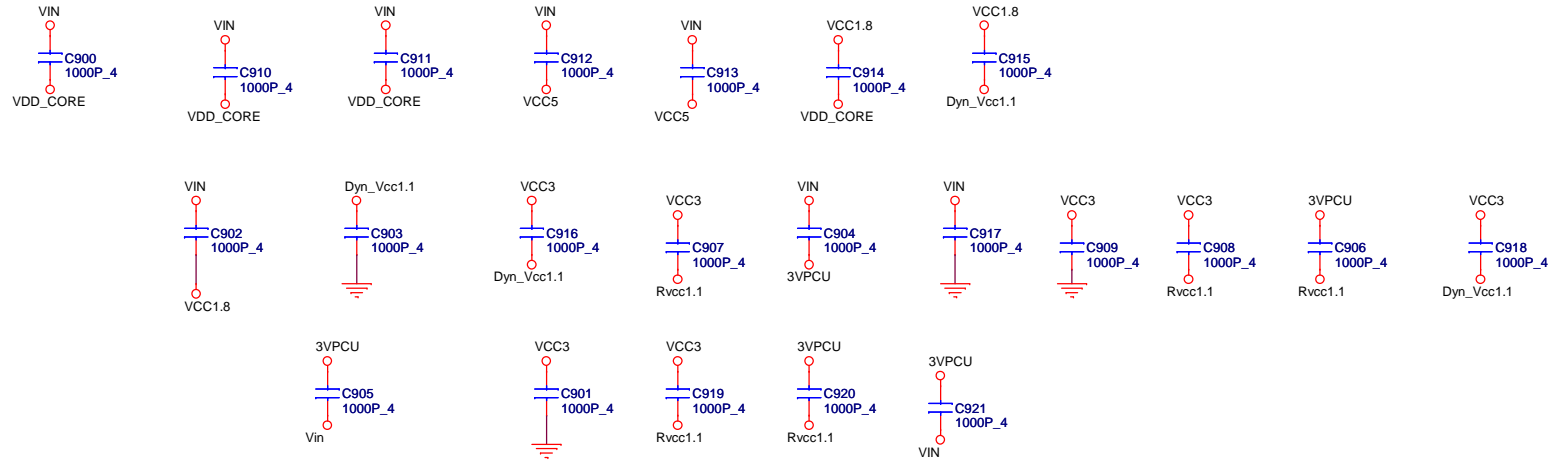 VIN
C900
1000P_4
VDD_CORE
VIN
C910
1000P_4
VDD_CORE
VIN
C911
1000P_4
VDD_CORE
VIN
C912
1000P_4
VCC5
VIN
C913
1000P_4
VCC5
VCC1.8
C914
1000P_4
VDD_CORE
VCC1.8
C915
1000P_4
Dyn_Vcc1.1
VIN
C902
1000P_4
VCC1.8
Dyn_Vcc1.1
C903
1000P_4
VCC3
C916
1000P_4
Dyn_Vcc1.1
VCC3
C907
1000P_4
Rvcc1.1
VIN
C904
1000P_4
3VPCU
VIN
C917
1000P_4
VCC3
C909
1000P_4
VCC3
C908
1000P_4
Rvcc1.1
3VPCU
C906
1000P_4
Rvcc1.1
VCC3
C918
1000P_4
Dyn_Vcc1.1
3VPCU
C905
1000P_4
Vin
VCC3
C901
1000P_4
VCC3
C919
1000P_4
Rvcc1.1
3VPCU
C920
1000P_4
Rvcc1.1
3VPCU
C921
1000P_4
VIN